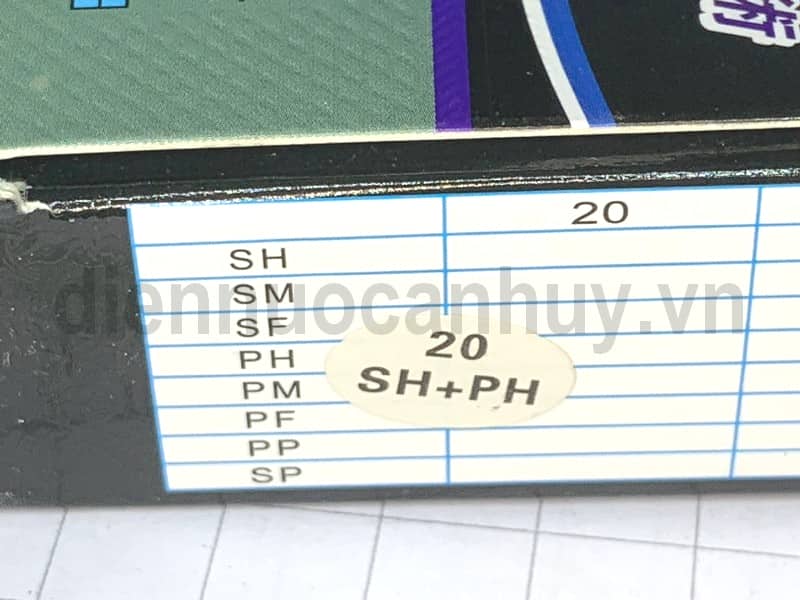 20
SH
SM
diennuocanhuy.vn
SF
20
PH
SH+PH
PM
PF
PP
SP